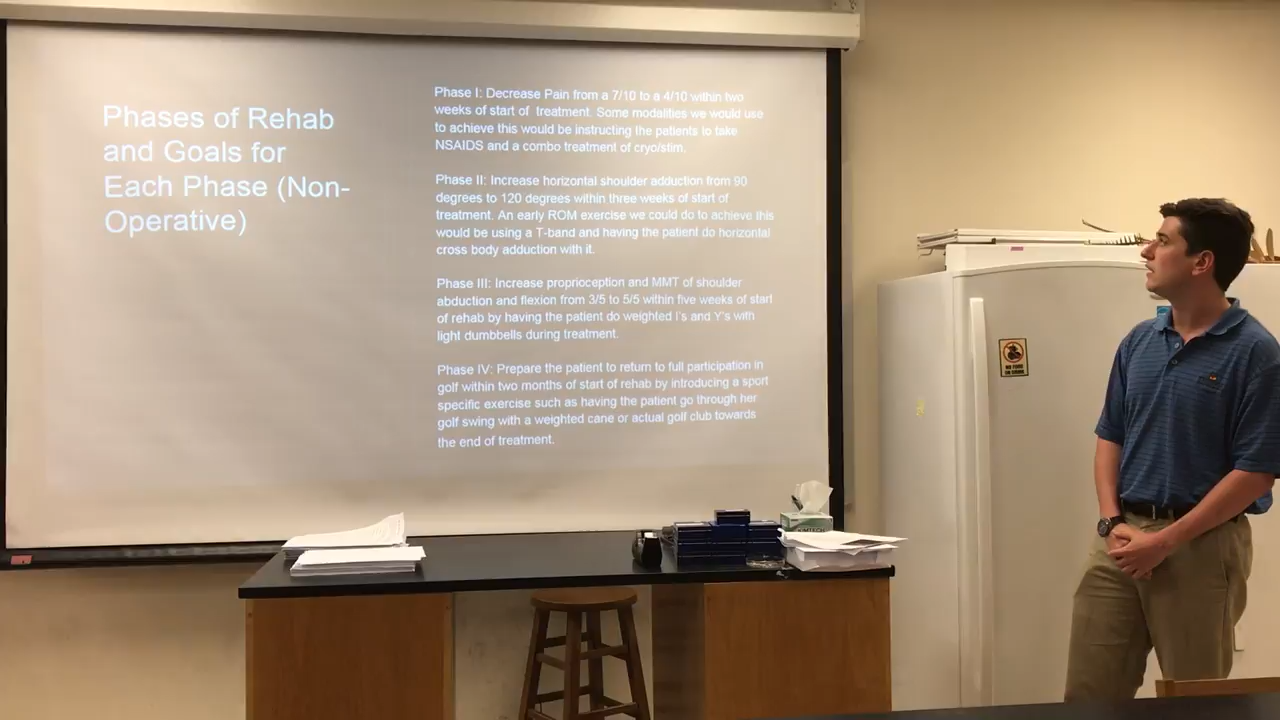 Phases of Rehab
and Goals for
Each Phase (Non-
Operative)
Phase I: Decrease Pain from a 7/10 to a 4/10 within two
weeks of start of treatment. Some modalities we would use
to achieve this would be instructing the patients to take
NSAIDS and a combo treatment of cryo/stim.
Phase II: Increase horizontal shoulder adduction from 90
degrees to 120 degrees within three weeks of start of
treatment. An early ROM exercise we could do to achieve this
would be using a T-band and having the patient do horizontal
cross body adduction with it.
Phase III: Increase proprioception and MMT of shoulder
abduction and flexion from 3/5 to 5/5 within five weeks of start
of rehab by having the patient do weighted I's and Y's with
light dumbbells during treatment.
Phase IV: Prepare the patient to return to full participation in
golf within two months of start of rehab by introducing a sport
specific exercise such as having the patient go through her
golf swing with a weighted cane or actual golf club towards
the end of treatment.
NO FOOD
OR DRINK
KIMTECH